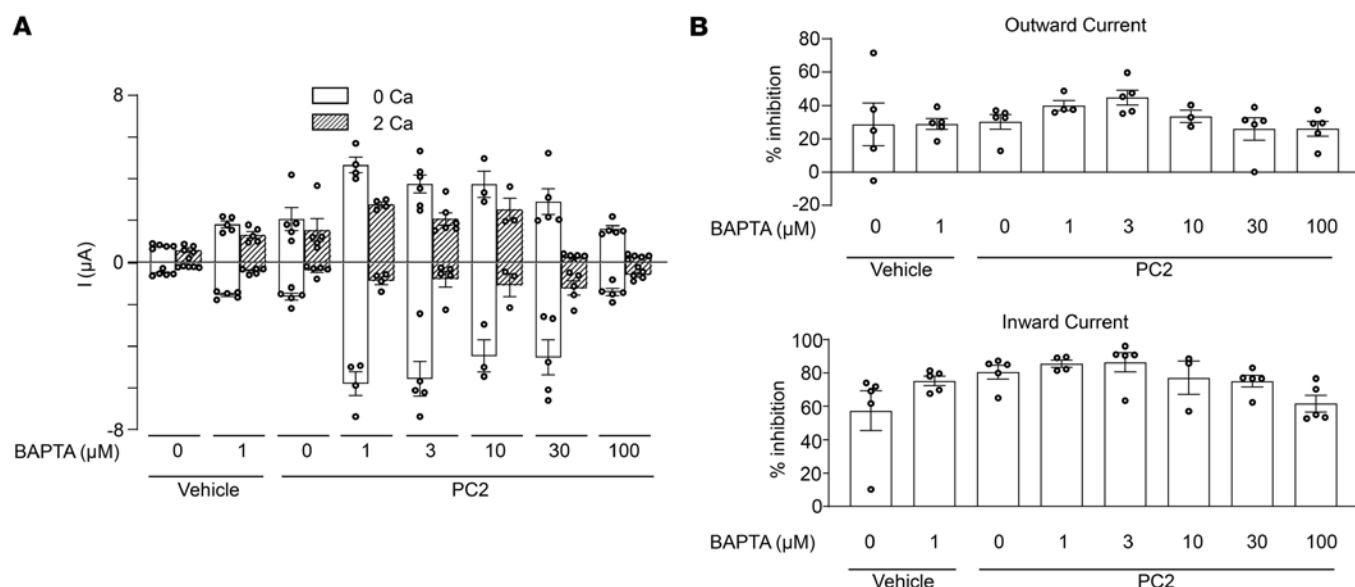 A
8
0 Ca
2 Ca
I (µA)
0
-8
BAPTA (µM) 0 1 0 1 3 10 30 100
Vehicle PC2
B
Outward Current
80
60
40
20
0
-20
% inhibition
BAPTA (µM) 0 1 0 1 3 10 30 100
Vehicle PC2
Inward Current
100
80
60
40
20
0
% inhibition
BAPTA (µM) 0 1 0 1 3 10 30 100
Vehicle PC2